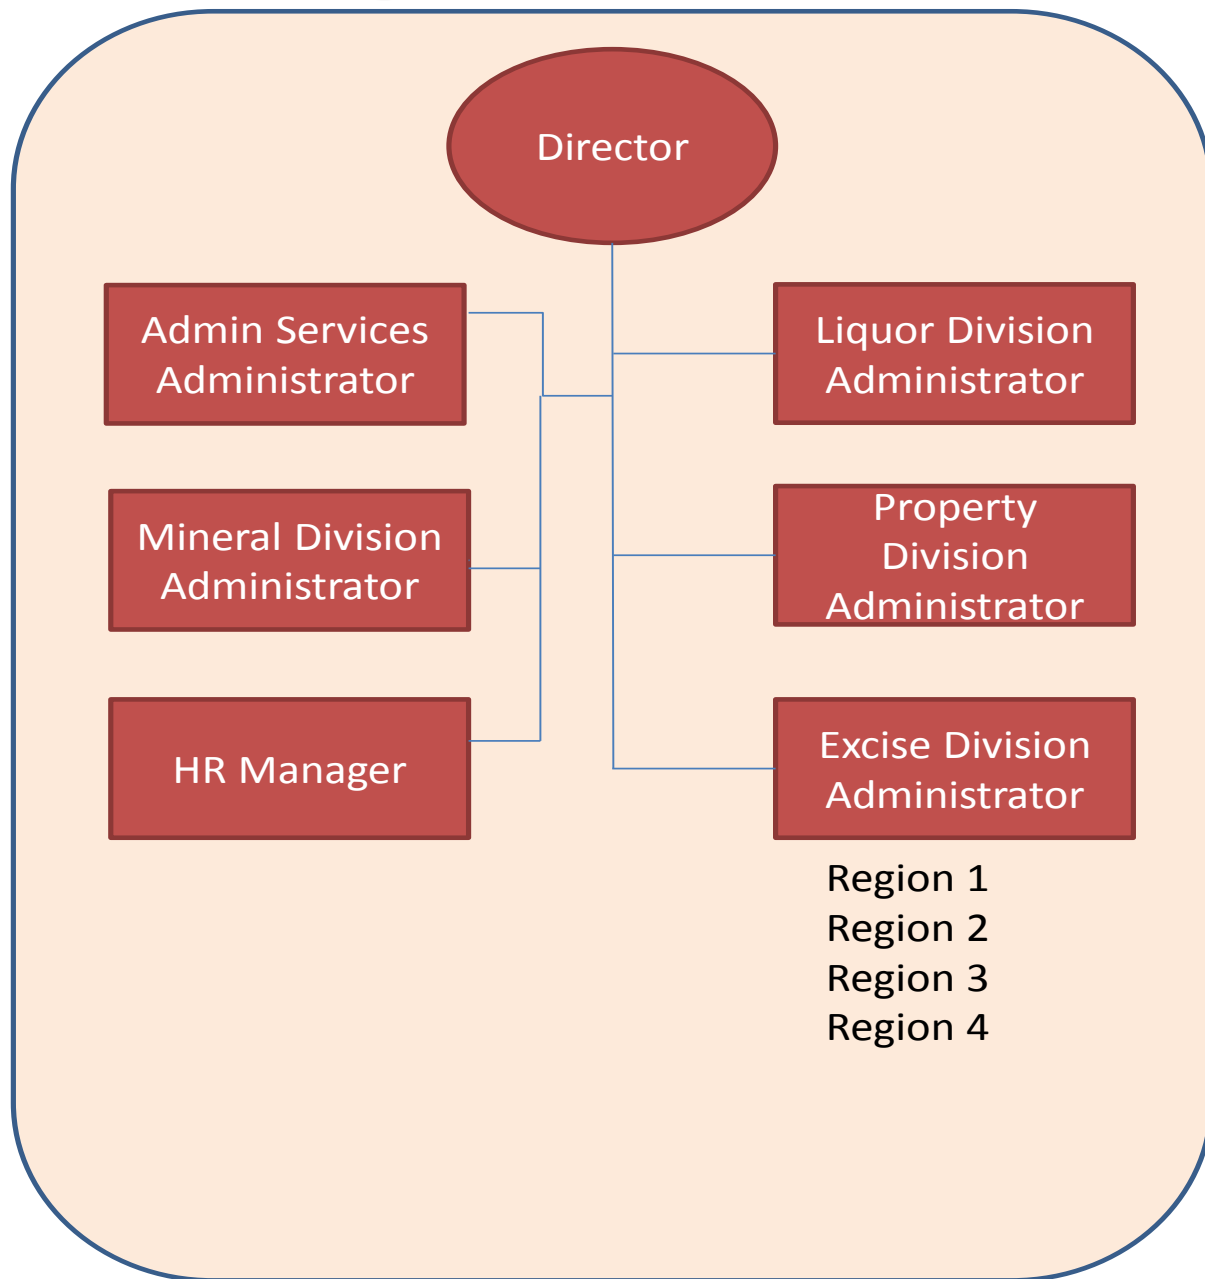 Director
Admin Services
Administrator
Liquor Division
Administrator
Mineral Division
Administrator
Property
Division
Administrator
HR Manager
Excise Division
Administrator
Region 1
Region 2
Region 3
Region 4